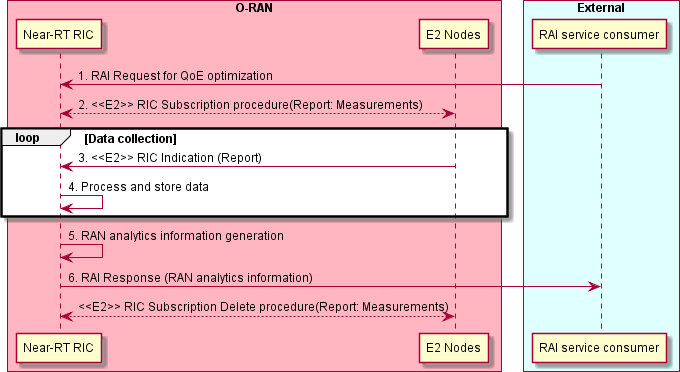 O-RAN
External
Near-RT RIC
E2 Nodes
RAI service consumer
1. RAI Request for QoE optimization
2. <<E2>> RIC Subscription procedure(Report: Measurements)
loop
[Data collection]
3. <<E2>> RIC Indication (Report)
4. Process and store data
5. RAN analytics information generation
6. RAI Response (RAN analytics information)
<<E2>> RIC Subscription Delete procedure(Report: Measurements)
Near-RT RIC
E2 Nodes
RAI service consumer